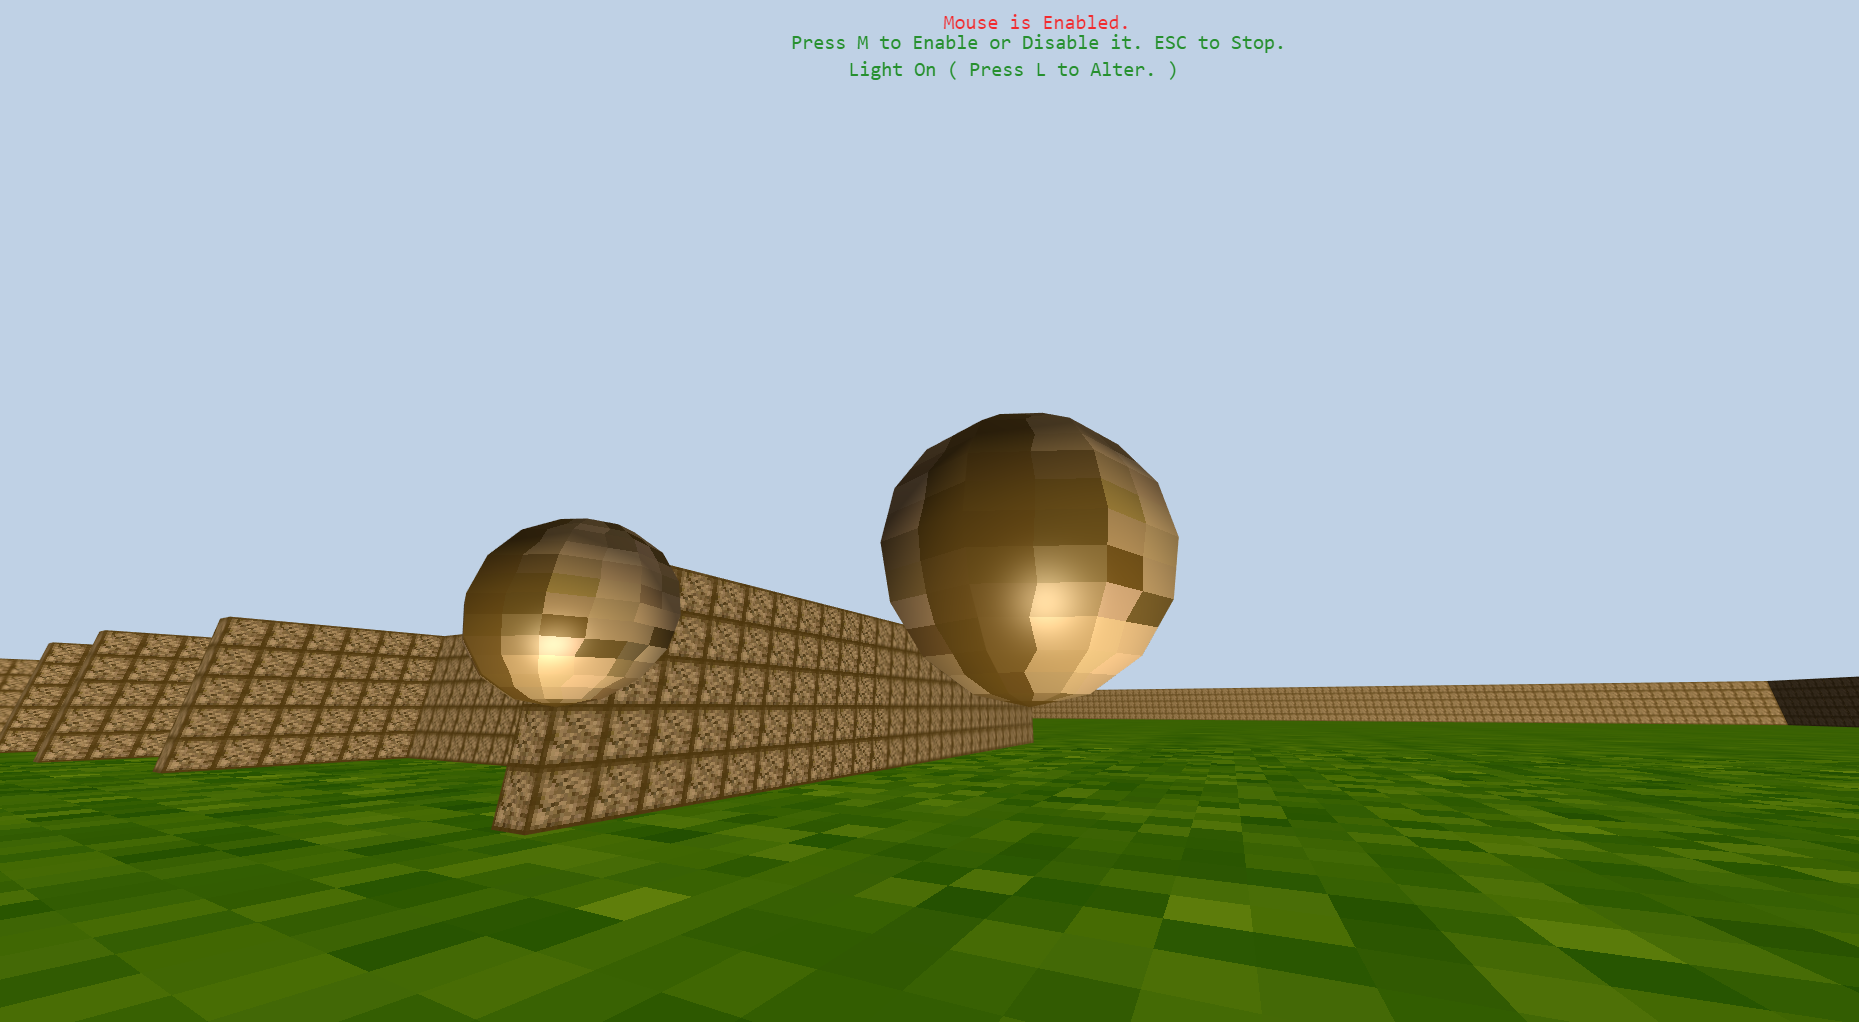 Mouse is Enabled.
Press M to Enable or Disable it. ESC to Stop.
Light On ( Press L to Alter. )